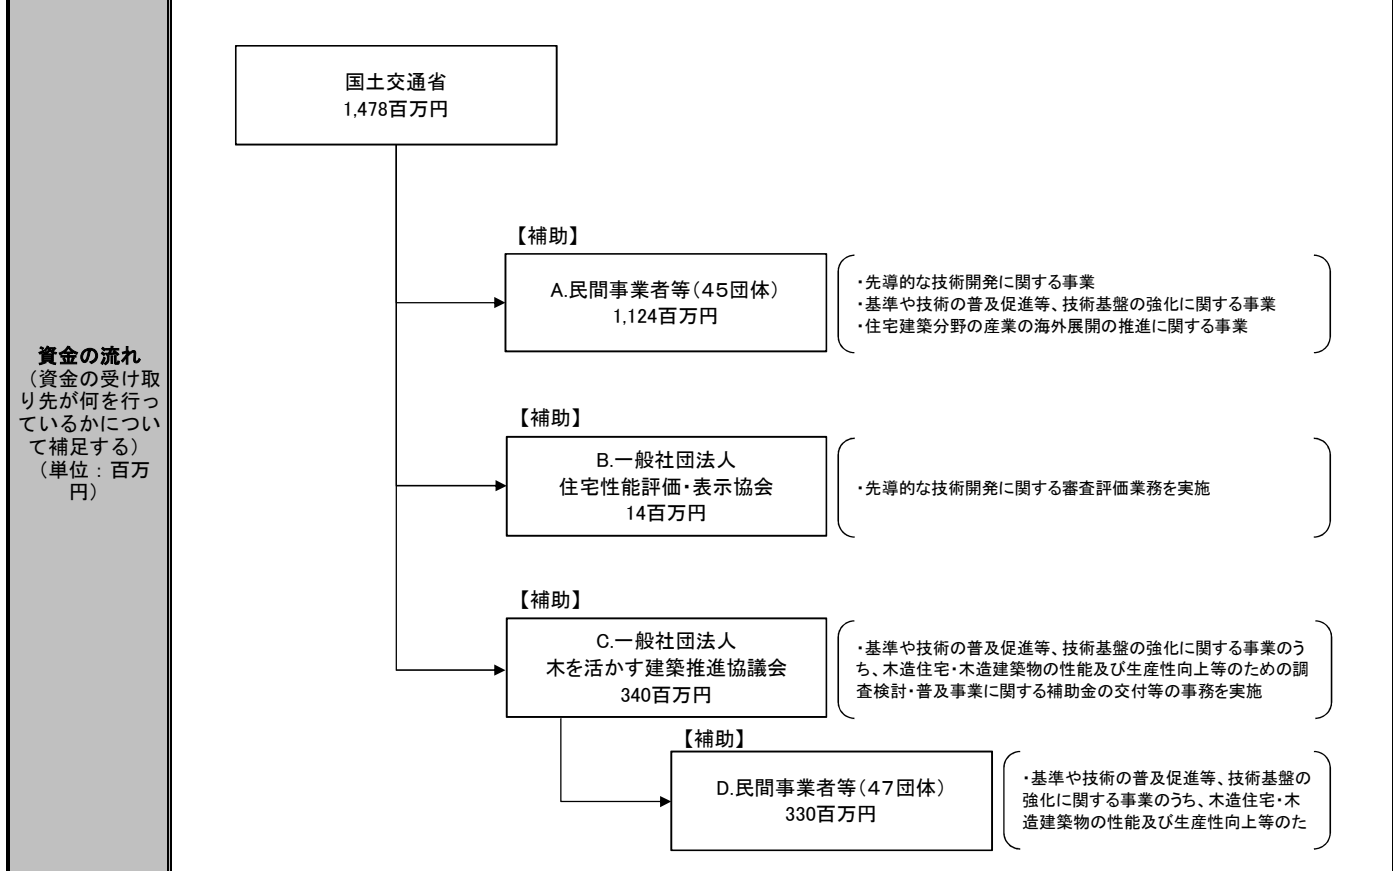 資金の流れ
（資金の受け取
り先が何を行っ
ているかについ
て補足する）
（単位：百万
円）
国土交通省
1,478百万円
【補助】
A.民間事業者等（４５団体）
1,124百万円
・先導的な技術開発に関する事業
・基準や技術の普及促進等、技術基盤の強化に関する事業
・住宅建築分野の産業の海外展開の推進に関する事業
【補助】
B.一般社団法人
住宅性能評価・表示協会
14百万円
・先導的な技術開発に関する審査評価業務を実施
【補助】
C.一般社団法人
木を活かす建築推進協議会
340百万円
・基準や技術の普及促進等、技術基盤の強化に関する事業のう
ち、木造住宅・木造建築物の性能及び生産性向上等のための調
査検討・普及事業に関する補助金の交付等の事務を実施
【補助】
D.民間事業者等（４７団体）
330百万円
・基準や技術の普及促進等、技術基盤の
強化に関する事業のうち、木造住宅・木
造建築物の性能及び生産性向上等のた